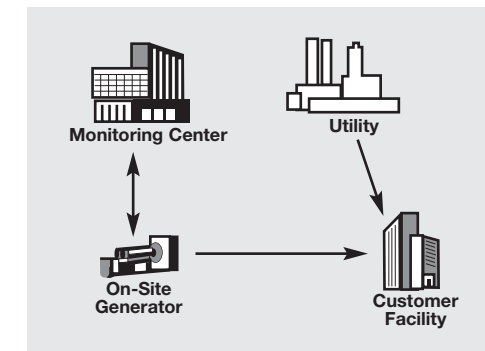 Monitoring Center
Utility
On-Site
Generator
Customer
Facility